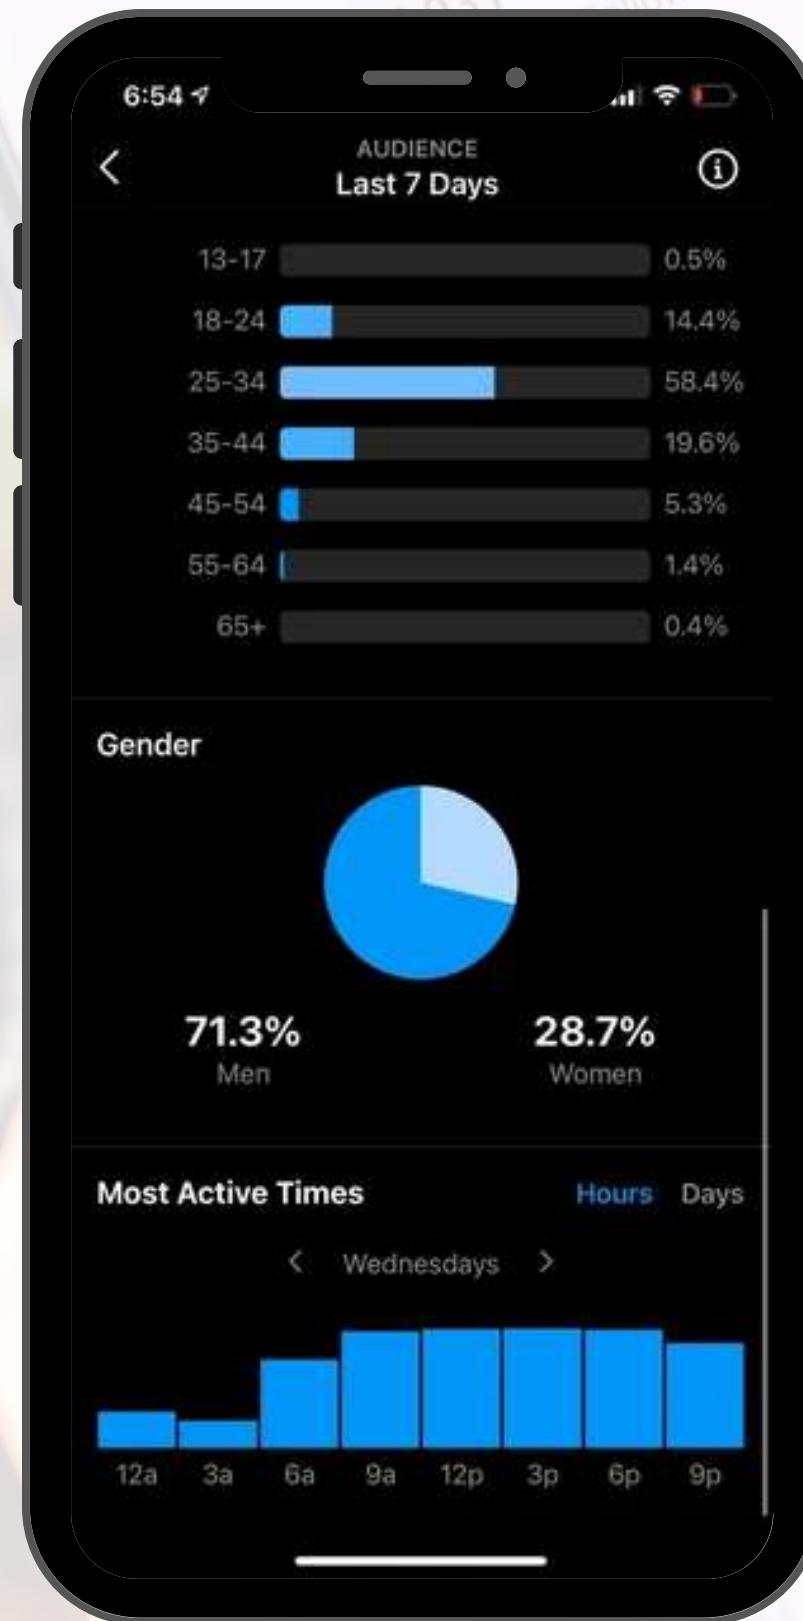 6:54
AUDIENCE
Last 7 Days
13-17 0.5%
18-24 14.4%
25-34 58.4%
35-44 19.6%
45-54 5.3%
55-64 1.4%
65+ 0.4%
Gender
71.3% 28.7%
Men Women
Most Active Times Hours Days
Wednesdays
12a 3a 6a 9a 12p 3p 6p 9p